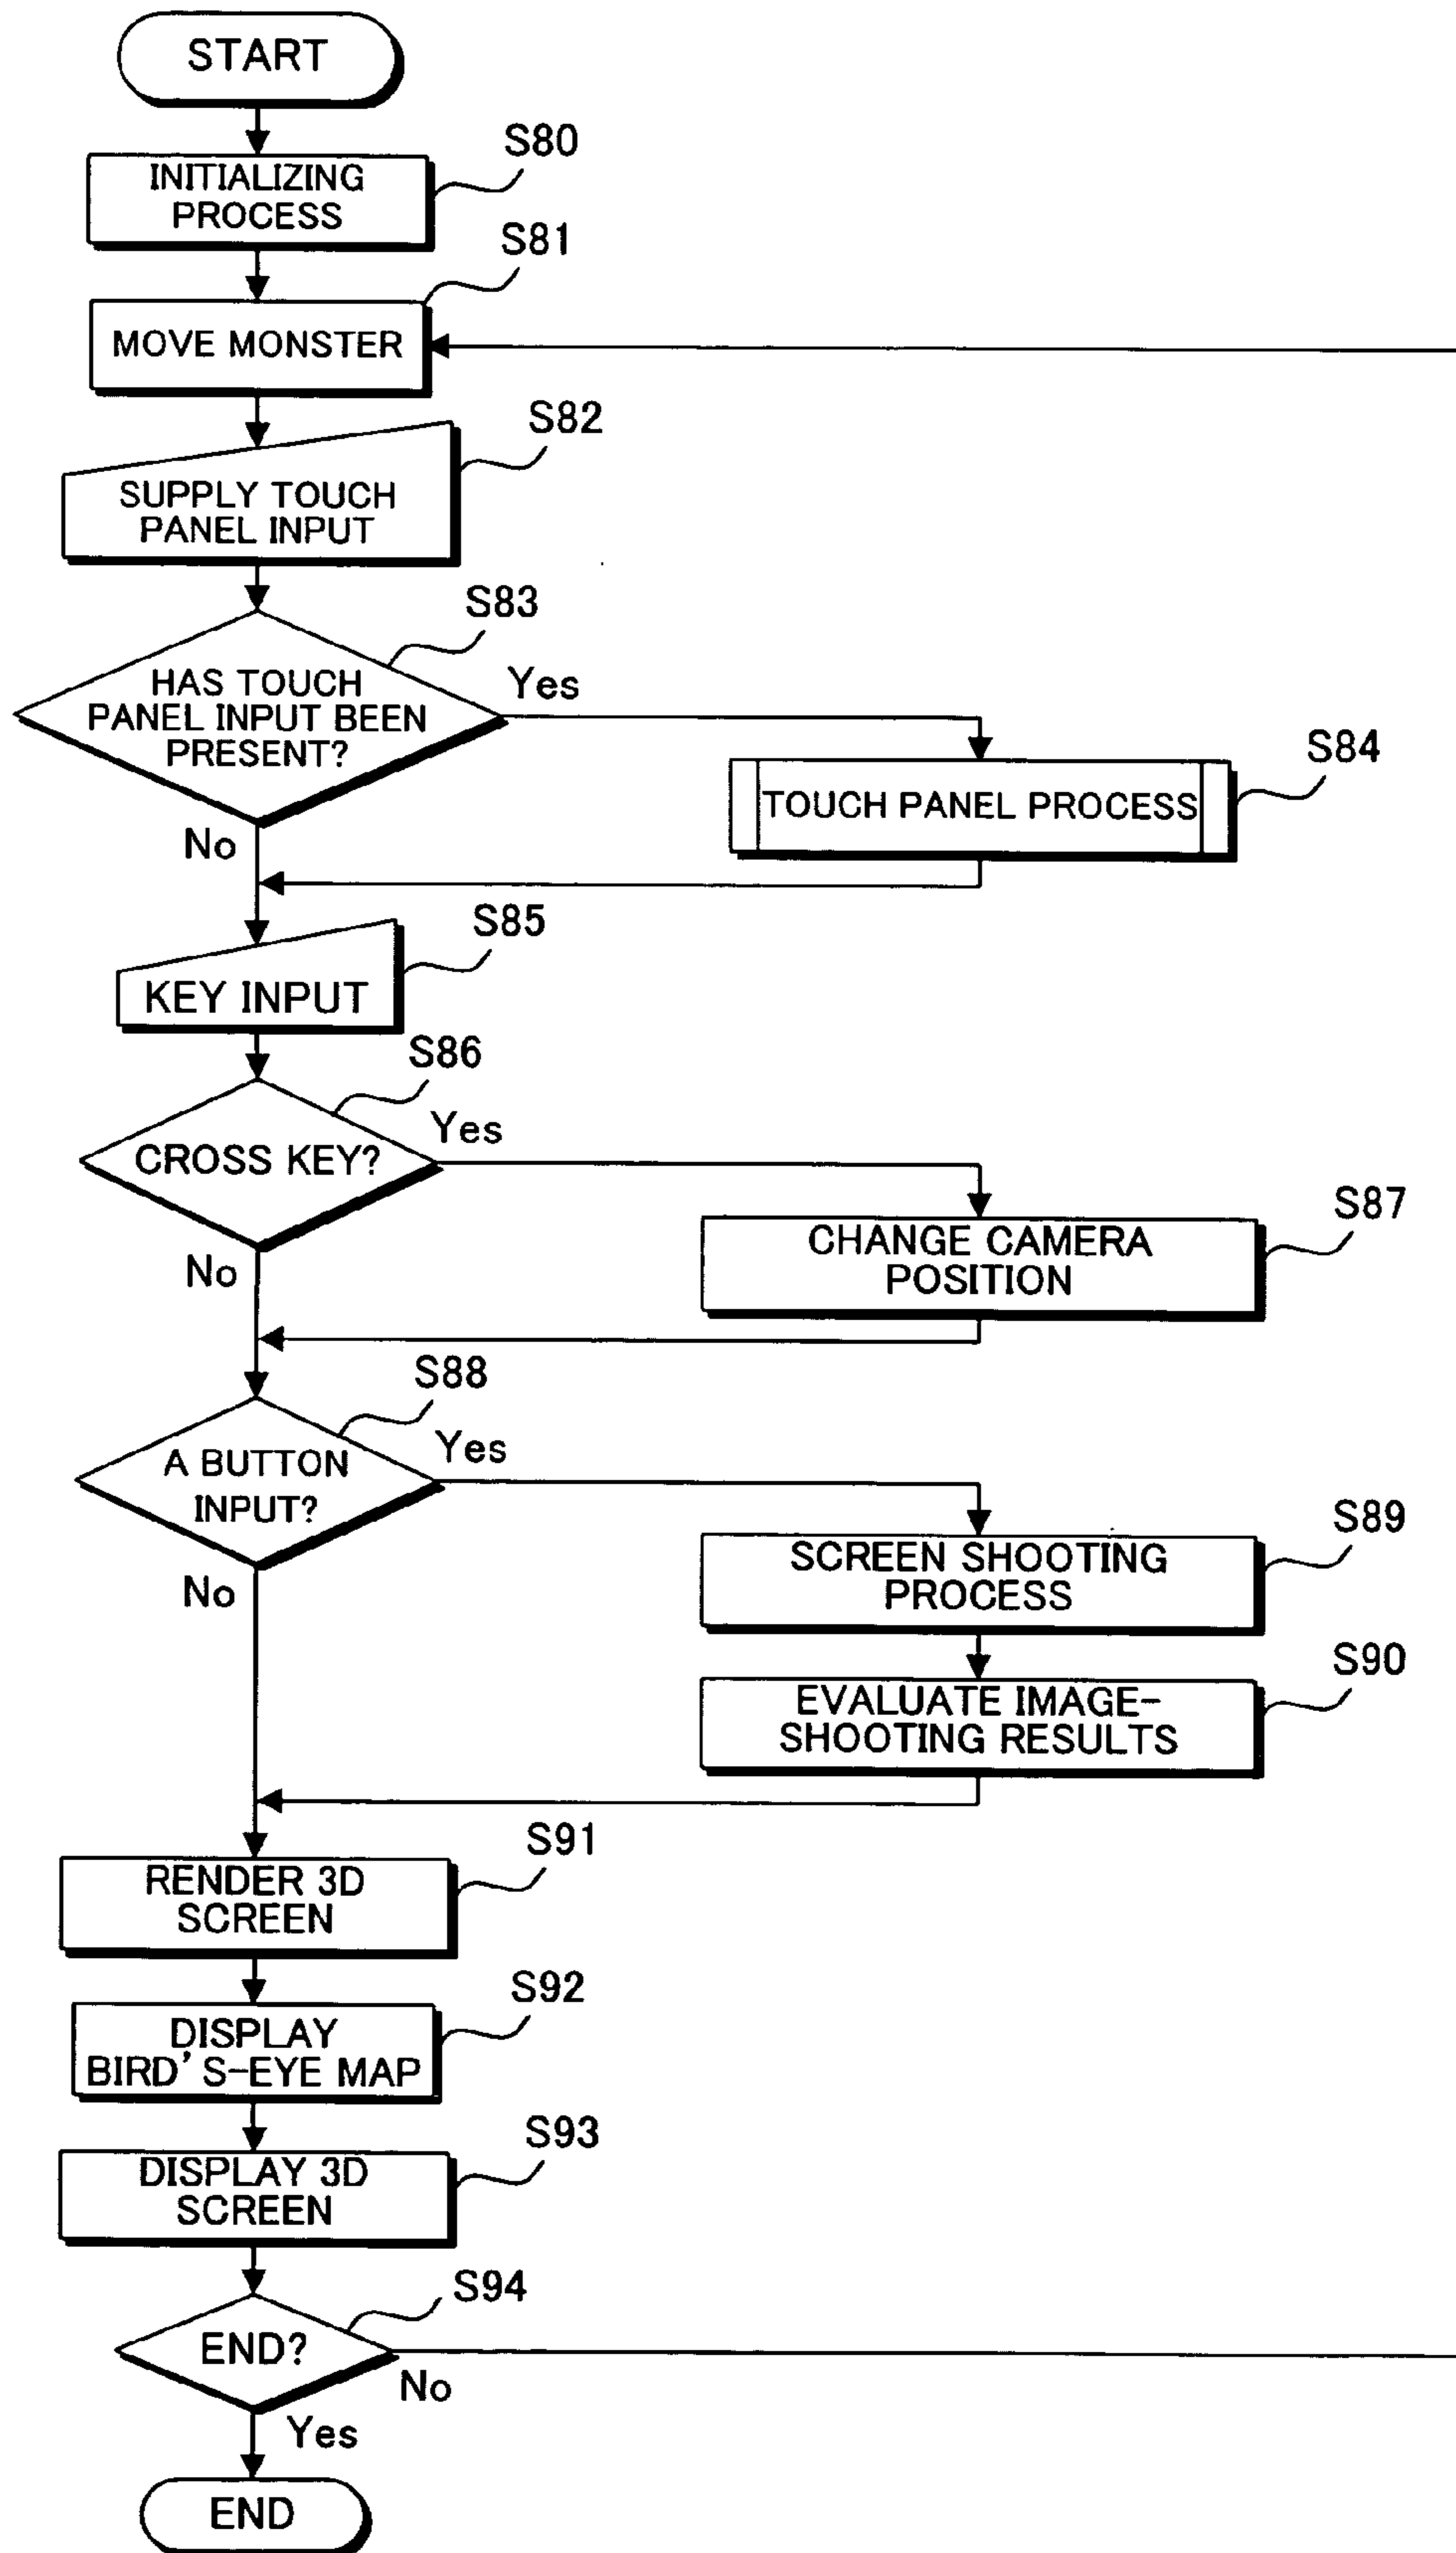 START
S80
INITIALIZING
PROCESS
S81
MOVE MONSTER
S82
SUPPLY TOUCH
PANEL INPUT
S83
HAS TOUCH
PANEL INPUT BEEN
PRESENT?
Yes
S84
TOUCH PANEL PROCESS
No
S85
KEY INPUT
S86
CROSS KEY?
Yes
S87
CHANGE CAMERA
POSITION
No
S88
A BUTTON
INPUT?
Yes
S89
SCREEN SHOOTING
PROCESS
No
S90
EVALUATE IMAGE-
SHOOTING RESULTS
S91
RENDER 3D
SCREEN
S92
DISPLAY
BIRD'S-EYE MAP
S93
DISPLAY 3D
SCREEN
S94
END?
No
Yes
END